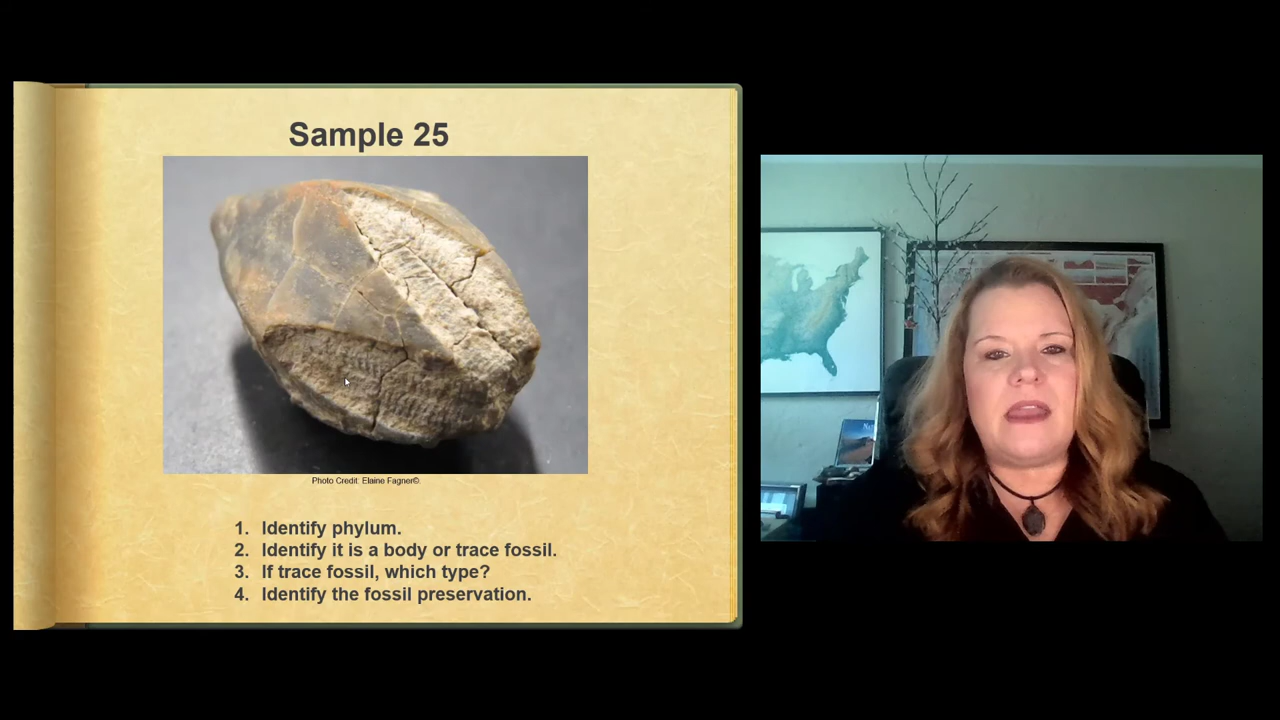 Sample 25
Photo Credit: Elaine Fagner©.
1. Identify phylum.
2. Identify it is a body or trace fossil.
3. If trace fossil, which type?
4. Identify the fossil preservation.